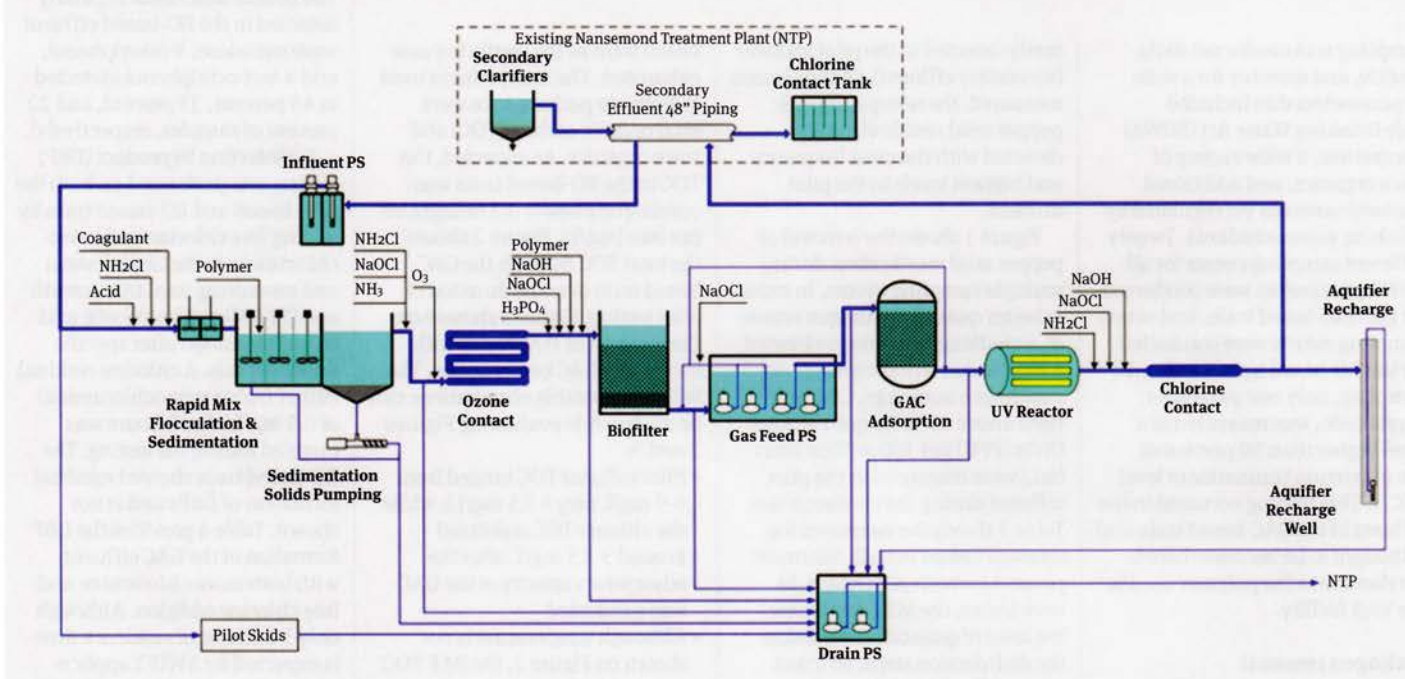 Existing Nansemond Treatment Plant (NTP)
Secondary
Clarifiers
Secondary
Effluent 48" Piping
Chlorine
Contact Tank
Influent PS
Coagulant
NH2Cl
Acid
Polymer
NH2Cl
NaOCl
NH3
O3
Polymer
NaOH
NaOCl
H3PO4
NaOCl
NaOH
NaOCl
NH2Cl
Aquifier
Recharge
Rapid Mix
Flocculation &
Sedimentation
Sedimentation
Solids Pumping
Ozone
Contact
Biofilter
Gas Feed PS
GAC
Adsorption
UV Reactor
Chlorine
Contact
Aquifier
Recharge
Well
NTP
Drain PS
Pilot Skids